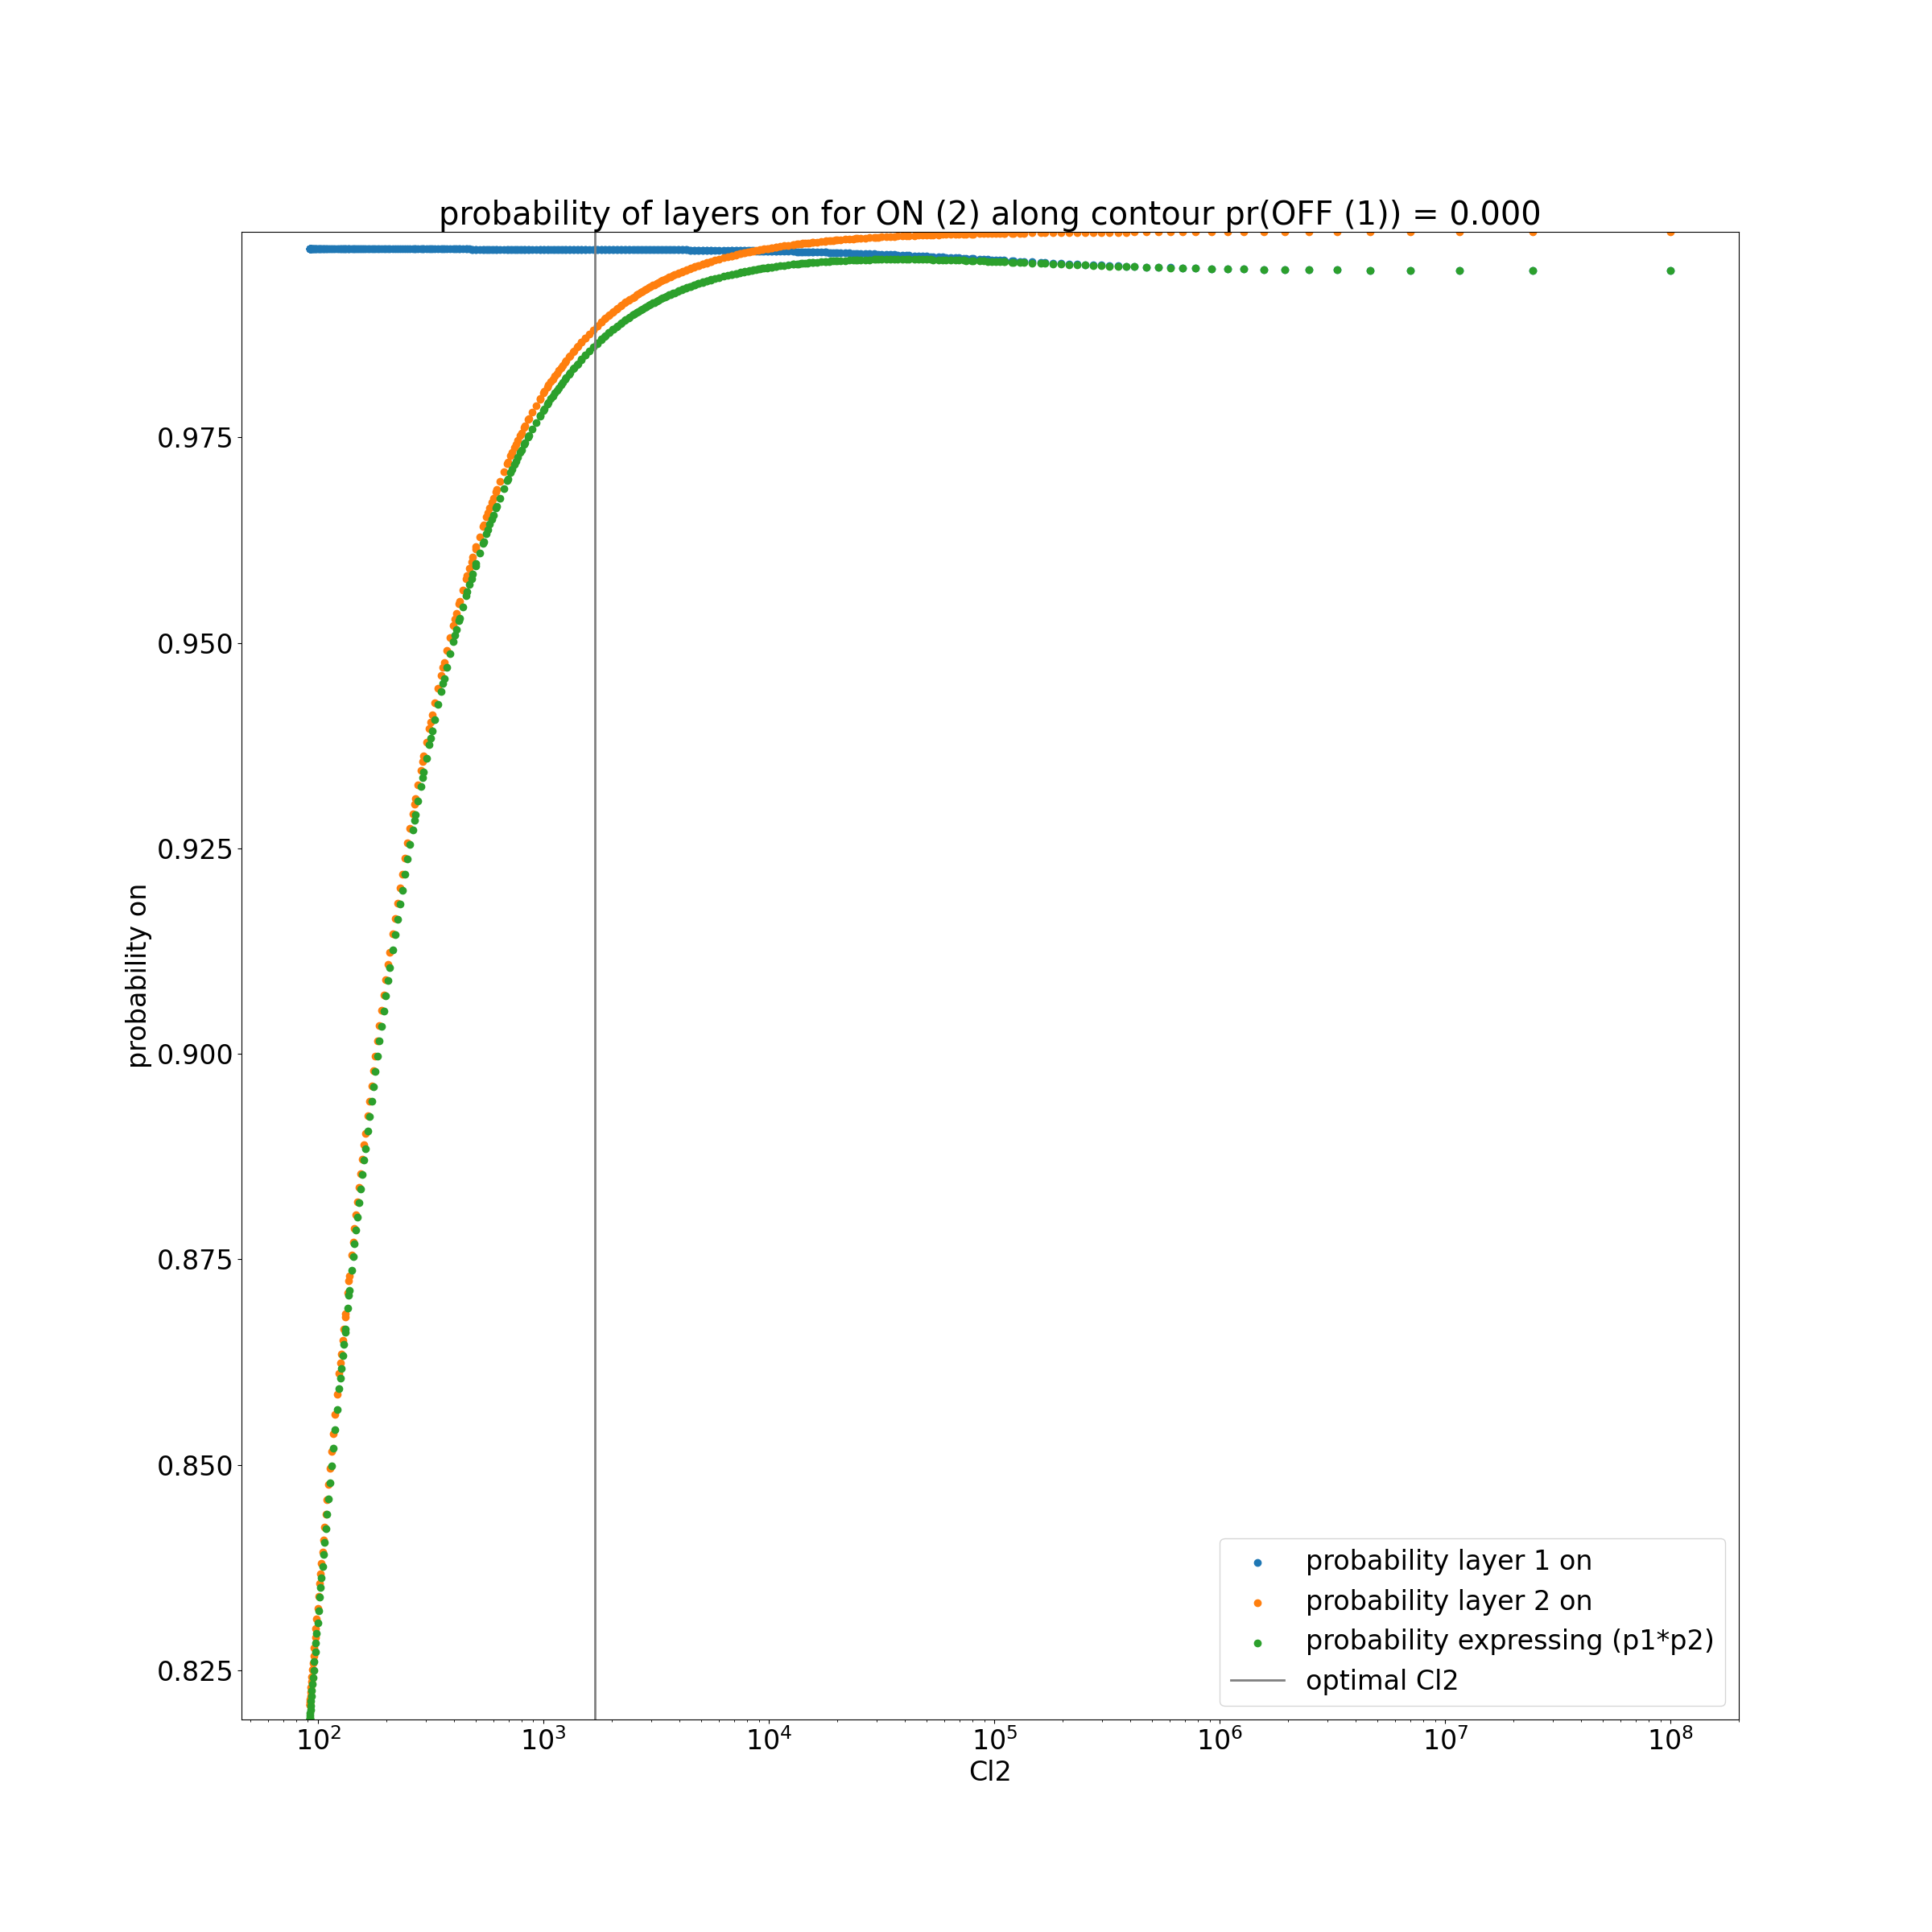 probability of layers on for ON (2) along contour pr(OFF (1)) = 0.000
probability on
0.975
0.950
0.925
0.900
0.875
0.850
0.825
probability layer 1 on
probability layer 2 on
probability expressing (p1*p2)
optimal Cl2
10² 10³ 10⁴ 10⁵ 10⁶ 10⁷ 10⁸
Cl2